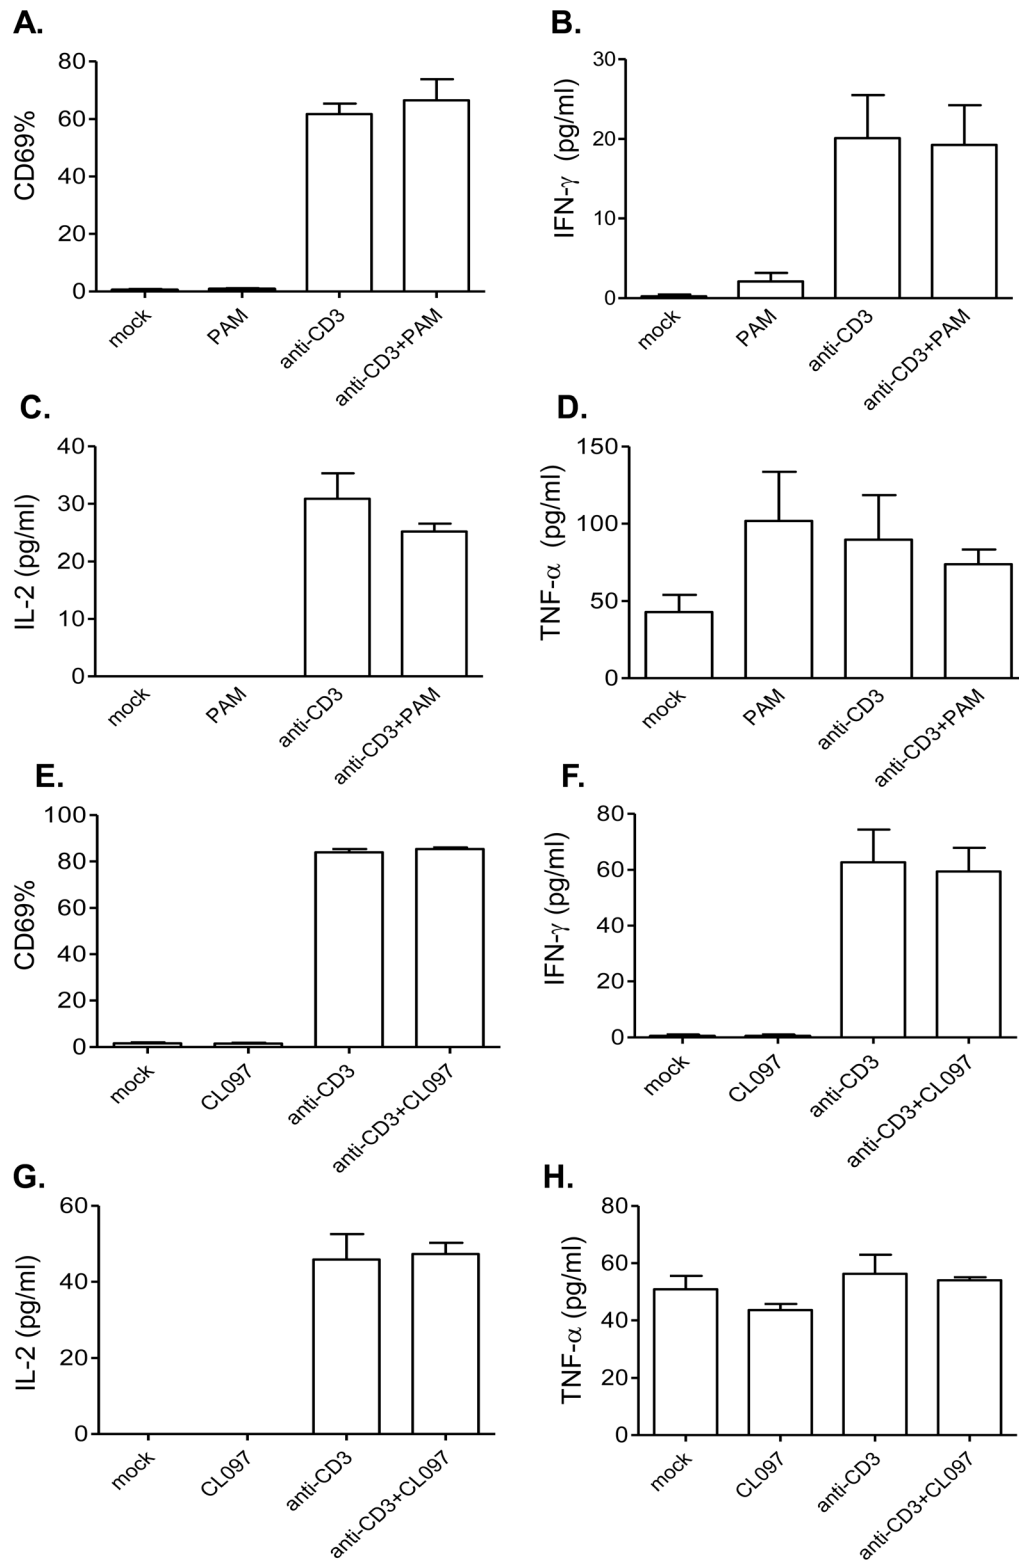 A.
CD69%
80
60
40
20
0
mock
PAM
anti-CD3
anti-CD3+PAM
B.
IFN-γ (pg/ml)
30
20
10
0
mock
PAM
anti-CD3
anti-CD3+PAM
C.
IL-2 (pg/ml)
40
30
20
10
0
mock
PAM
anti-CD3
anti-CD3+PAM
D.
TNF-α (pg/ml)
150
100
50
0
mock
PAM
anti-CD3
anti-CD3+PAM
E.
CD69%
100
80
60
40
20
0
mock
CL097
anti-CD3
anti-CD3+CL097
F.
IFN-γ (pg/ml)
80
60
40
20
0
mock
CL097
anti-CD3
anti-CD3+CL097
G.
IL-2 (pg/ml)
60
40
20
0
mock
CL097
anti-CD3
anti-CD3+CL097
H.
TNF-α (pg/ml)
80
60
40
20
0
mock
CL097
anti-CD3
anti-CD3+CL097